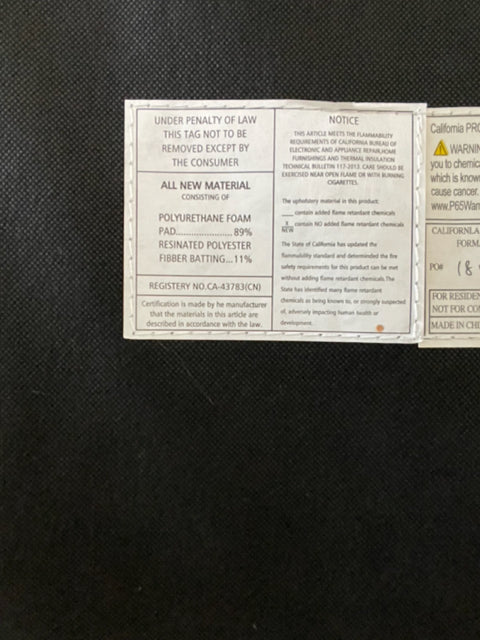 UNDER PENALTY OF LAW
THIS TAG NOT TO BE
REMOVED EXCEPT BY
THE CONSUMER
ALL NEW MATERIAL
CONSISTING OF
POLYURETHANE FOAM
PAD.....................89%
RESINATED POLYESTER
FIBBER BATTING...11%
REGISTERY NO.CA-43783(CN)
Certification is made by he manufacturer
that the materials in this article are
described in accordance with the law.
NOTICE
THIS ARTICLE MEETS THE FLAMMABILITY
REQUIREMENTS OF CALIFORNIA BUREAU OF
ELECTRONIC AND APPLIANCE REPAIR,HOME
FURNISHINGS AND THERMAL INSULATION
TECHNICAL BULLETIN 117-2013. CARE SHOULD BE
EXERCISED NEAR OPEN FLAME OR WITH BURNING
CIGARETTES.
The upholstery material in this product:
____ contain added flame retardant chemicals
X contain NO added flame retardant chemicals
NEW
The State of California has updated the
flammability standard and determinded the fire
safety requirements for this product can be met
without adding flame retardant chemicals.The
State has identified many flame retardant
chemicals as being known to, or strongly suspected
of, adversely impacting human health or
development.
California PRO
WARNIN
you to chemica
which is known
cause cancer.
www.P65Warn
CALIFORNLA
FORM
PO# 18
FOR RESIDEN
NOT FOR CO
MADE IN CHI